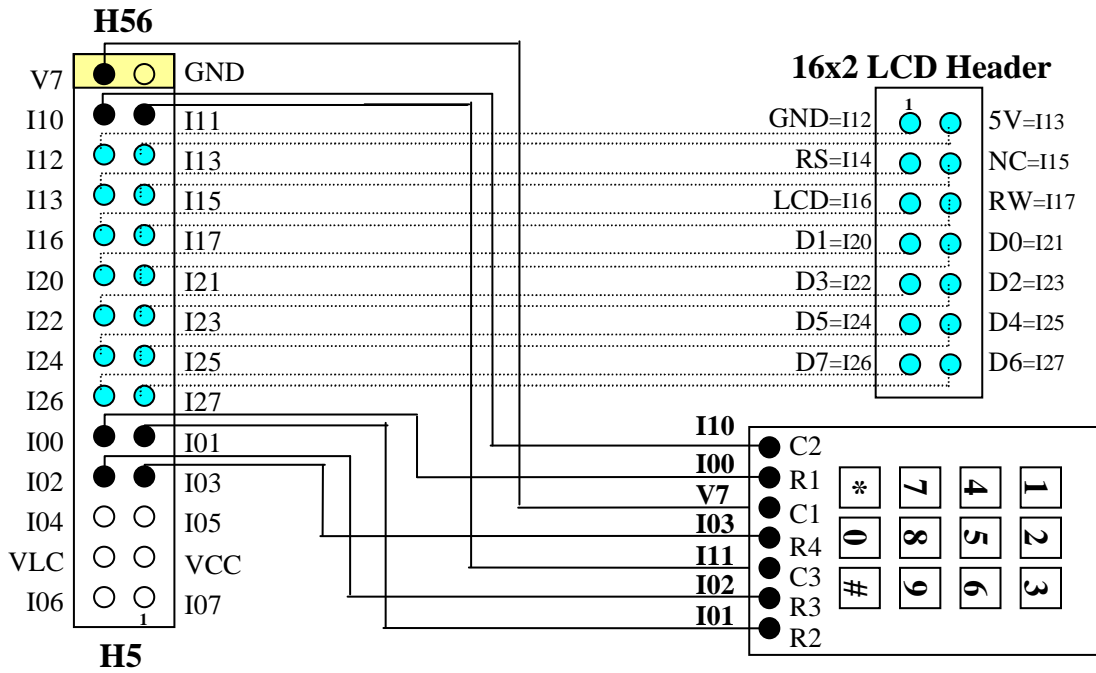 H56
V7 GND
I10 I11
I12 I13
I13 I15
I16 I17
I20 I21
I22 I23
I24 I25
I26 I27
I00 I01
I02 I03
I04 I05
VLC VCC
I06 I07
1
H5
16x2 LCD Header
1
GND=I12 5V=I13
RS=I14 NC=I15
LCD=I16 RW=I17
D1=I20 D0=I21
D3=I22 D2=I23
D5=I24 D4=I25
D7=I26 D6=I27
I10 C2
I00 R1
V7 C1
I03 R4
I11 C3
I02 R3
I01 R2
* 7 4 1
0 8 5 2
# 9 6 3